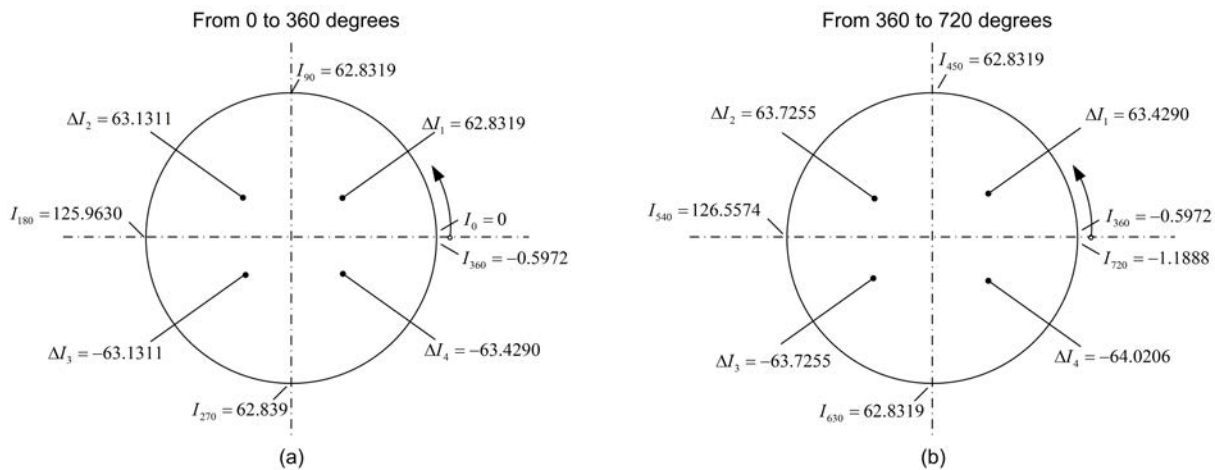 From 0 to 360 degrees
I₉₀ = 62.8319
ΔI₂ = 63.1311
ΔI₁ = 62.8319
I₁₈₀ = 125.9630
I₀ = 0
I₃₆₀ = −0.5972
ΔI₃ = −63.1311
ΔI₄ = −63.4290
I₂₇₀ = 62.839
(a)
From 360 to 720 degrees
I₄₅₀ = 62.8319
ΔI₂ = 63.7255
ΔI₁ = 63.4290
I₅₄₀ = 126.5574
I₃₆₀ = −0.5972
I₇₂₀ = −1.1888
ΔI₃ = −63.7255
ΔI₄ = −64.0206
I₆₃₀ = 62.8319
(b)